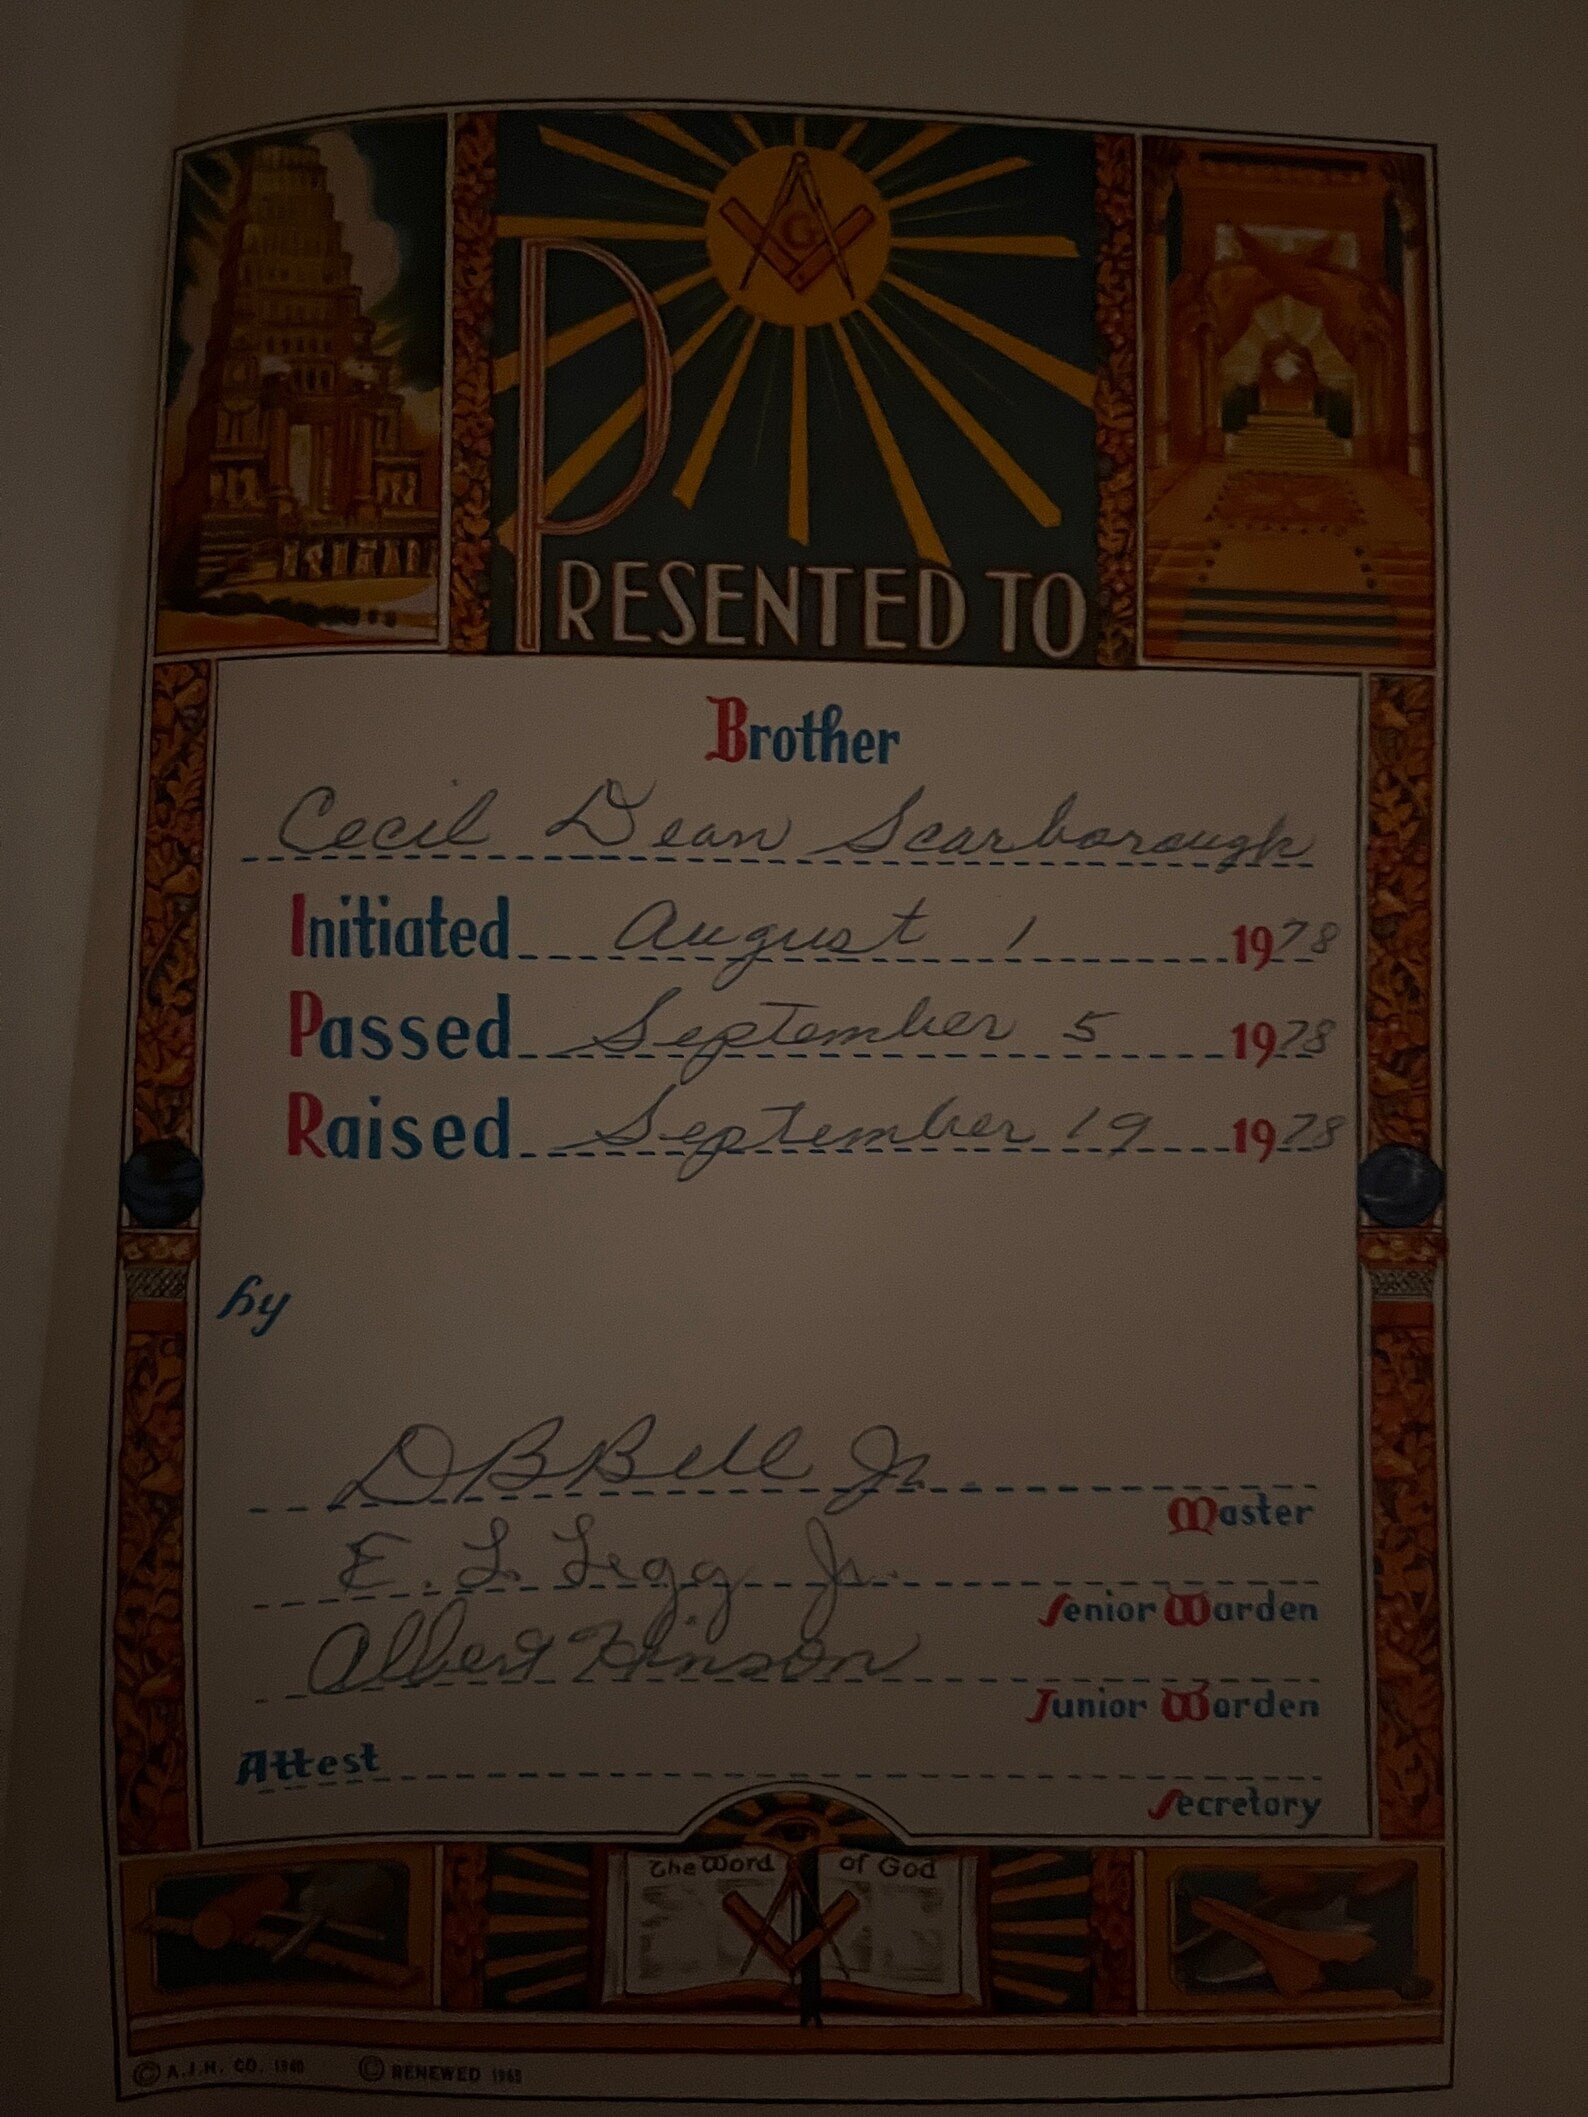 G
PRESENTED TO
Brother
Cecil Dean Scarborough
Initiated August 1 1978
Passed September 5 1978
Raised September 19 1978
by
D B Bell Jr.
Master
E. L. Legg Jr.
Senior Warden
Albert Hinson
Junior Warden
Attest
Secretary
The Word of God
© A.J.H. CO. 1940 © RENEWED 1968